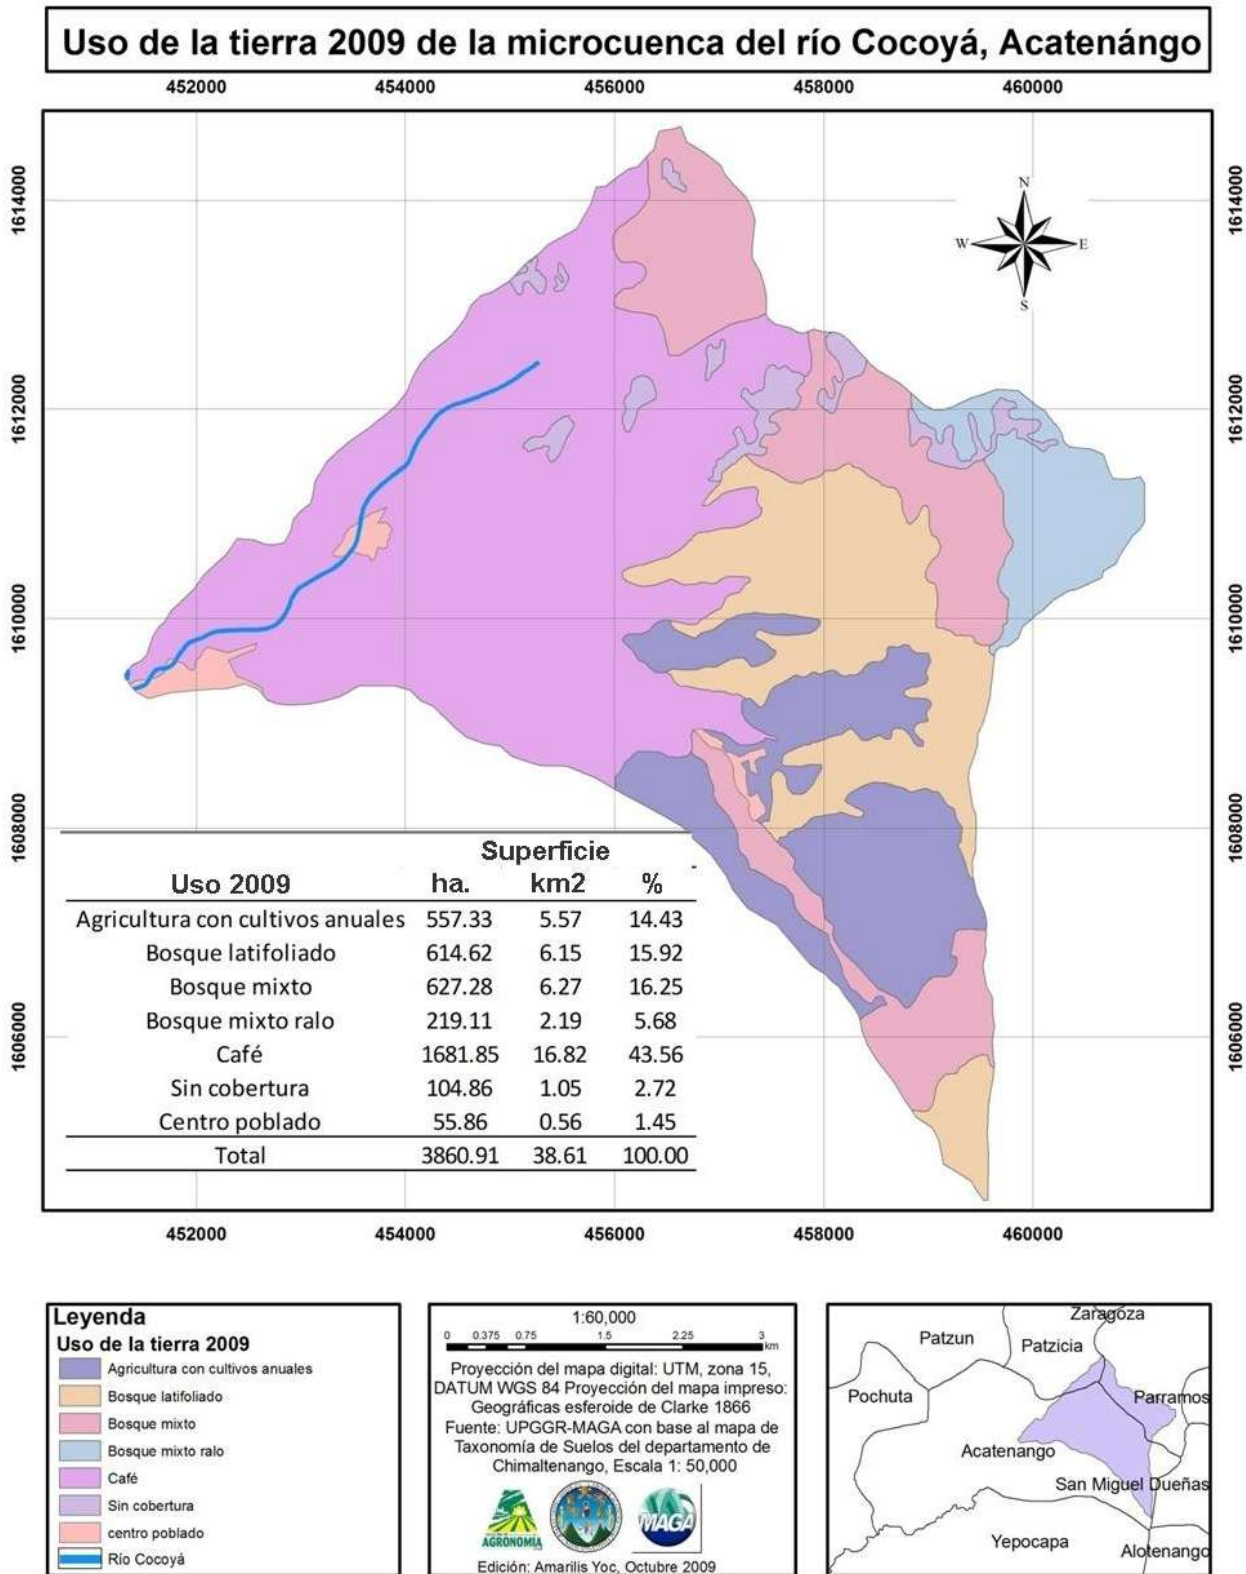 Uso de la tierra 2009 de la microcuenca del río Cocoyá, Acatenángo
452000 454000 456000 458000 460000
1614000 1614000
N
W E
S
1612000 1612000
1610000 1610000
1608000 1608000
Superficie
Uso 2009 ha. km2 %
Agricultura con cultivos anuales 557.33 5.57 14.43
Bosque latifoliado 614.62 6.15 15.92
Bosque mixto 627.28 6.27 16.25
Bosque mixto ralo 219.11 2.19 5.68
Café 1681.85 16.82 43.56
Sin cobertura 104.86 1.05 2.72
Centro poblado 55.86 0.56 1.45
Total 3860.91 38.61 100.00
1606000 1606000
452000 454000 456000 458000 460000
Leyenda
Uso de la tierra 2009
Agricultura con cultivos anuales
Bosque latifoliado
Bosque mixto
Bosque mixto ralo
Café
Sin cobertura
centro poblado
Río Cocoyá
1:60,000
0 0.375 0.75 1.5 2.25 3
km
Proyección del mapa digital: UTM, zona 15,
DATUM WGS 84 Proyección del mapa impreso:
Geográficas esferoide de Clarke 1866
Fuente: UPGGR-MAGA con base al mapa de
Taxonomía de Suelos del departamento de
Chimaltenango, Escala 1: 50,000
AGRONOMIA
MAGA
Edición: Amarilis Yoc, Octubre 2009
Zaragoza
Patzun
Patzicia
Pochuta
Parramos
Acatenango
San Miguel Dueñas
Yepocapa
Alotenango